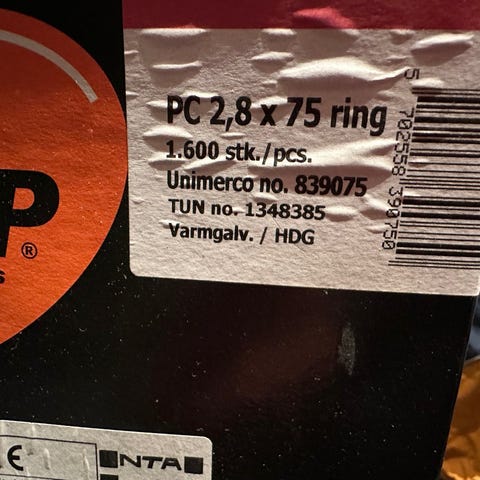 PC 2,8 x 75 ring
1.600 stk./pcs.
Unimerco no. 839075
TUN no. 1348385
Varmgalv. / HDG
5 702558 390750
P®
s
CE
NTA